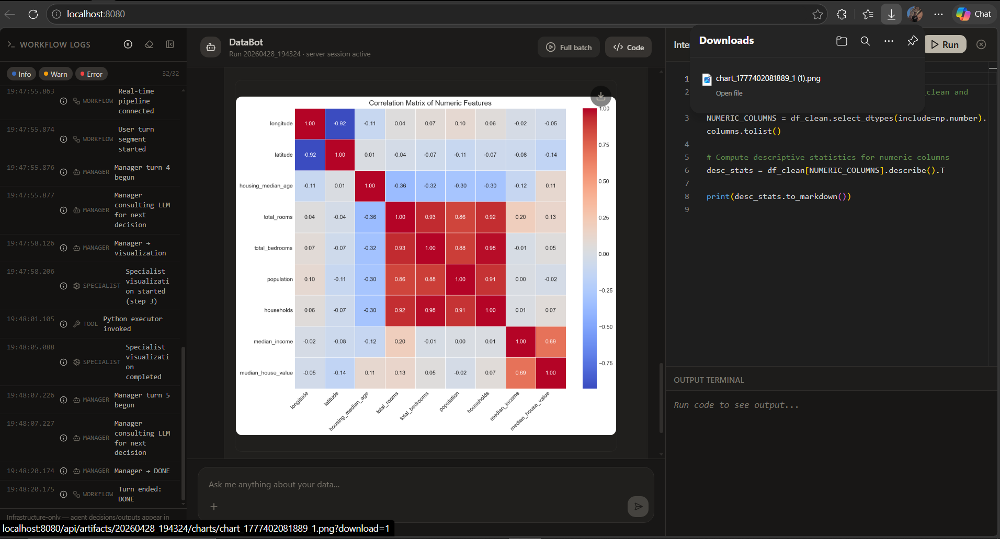 localhost:8080
Chat
WORKFLOW LOGS
Info
Warn
Error
32/32
19:47:55.863
WORKFLOW
Real-time
pipeline
connected
19:47:55.874
WORKFLOW
User turn
segment
started
19:47:55.876
MANAGER
Manager turn 4
begun
19:47:55.877
MANAGER
Manager
consulting LLM
for next
decision
19:47:58.126
MANAGER
Manager →
visualization
19:47:58.206
SPECIALIST
Specialist
visualizati
on started
(step 3)
19:48:01.105
TOOL
Python executor
invoked
19:48:05.088
SPECIALIST
Specialist
visualizati
on
completed
19:48:07.226
MANAGER
Manager turn 5
begun
19:48:07.227
MANAGER
Manager
consulting LLM
for next
decision
19:48:20.174
MANAGER
Manager → DONE
19:48:20.175
WORKFLOW
Turn ended:
DONE
Infrastructure-only — agent decisions/outputs appear in
localhost:8080/api/artifacts/20260428_194324/charts/chart_1777402081889_1.png?download=1
DataBot
Run 20260428_194324 · server session active
Full batch
</> Code
Correlation Matrix of Numeric Features
longitude 1.00 -0.92 -0.11 0.04 0.07 0.10 0.06 -0.02 -0.05
latitude -0.92 1.00 0.01 -0.04 -0.07 -0.11 -0.07 -0.08 -0.14
housing_median_age -0.11 0.01 1.00 -0.36 -0.32 -0.30 -0.30 -0.12 0.11
total_rooms 0.04 -0.04 -0.36 1.00 0.93 0.86 0.92 0.20 0.13
total_bedrooms 0.07 -0.07 -0.32 0.93 1.00 0.88 0.98 -0.01 0.05
population 0.10 -0.11 -0.30 0.86 0.88 1.00 0.91 0.00 -0.02
households 0.06 -0.07 -0.30 0.92 0.98 0.91 1.00 0.01 0.07
median_income -0.02 -0.08 -0.12 0.20 -0.01 0.00 0.01 1.00 0.69
median_house_value -0.05 -0.14 0.11 0.13 0.05 -0.02 0.07 0.69 1.00
longitude latitude housing_median_age total_rooms total_bedrooms population households median_income median_house_value
1.00
0.75
0.50
0.25
0.00
−0.25
−0.50
−0.75
Ask me anything about your data...
Downloads
chart_1777402081889_1 (1).png
Open file
Run
1
2
_clean and
3 NUMERIC_COLUMNS = df_clean.select_dtypes(include=np.number).
columns.tolist()
4
5 # Compute descriptive statistics for numeric columns
6 desc_stats = df_clean[NUMERIC_COLUMNS].describe().T
7
8 print(desc_stats.to_markdown())
9
OUTPUT TERMINAL
Run code to see output...